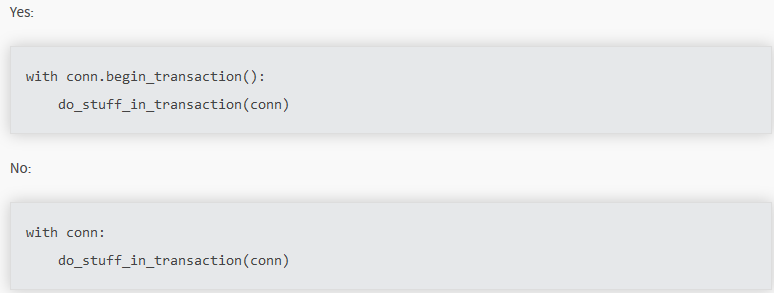 Yes:
with conn.begin_transaction():
    do_stuff_in_transaction(conn)
No:
with conn:
    do_stuff_in_transaction(conn)